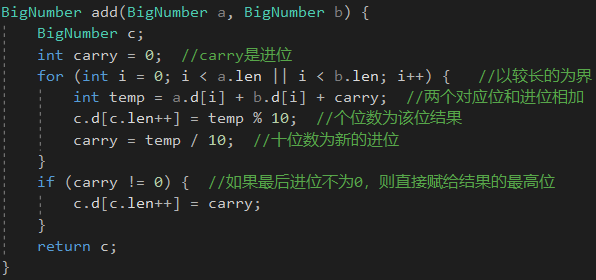 BigNumber add(BigNumber a, BigNumber b) {
    BigNumber c;
    int carry = 0;  //carry是进位
    for (int i = 0; i < a.len || i < b.len; i++) {   //以较长的为界
        int temp = a.d[i] + b.d[i] + carry;  //两个对应位和进位相加
        c.d[c.len++] = temp % 10;  //个位数为该位结果
        carry = temp / 10;  //十位数为新的进位
    }
    if (carry != 0) {  //如果最后进位不为0，则直接赋给结果的最高位
        c.d[c.len++] = carry;
    }
    return c;
}